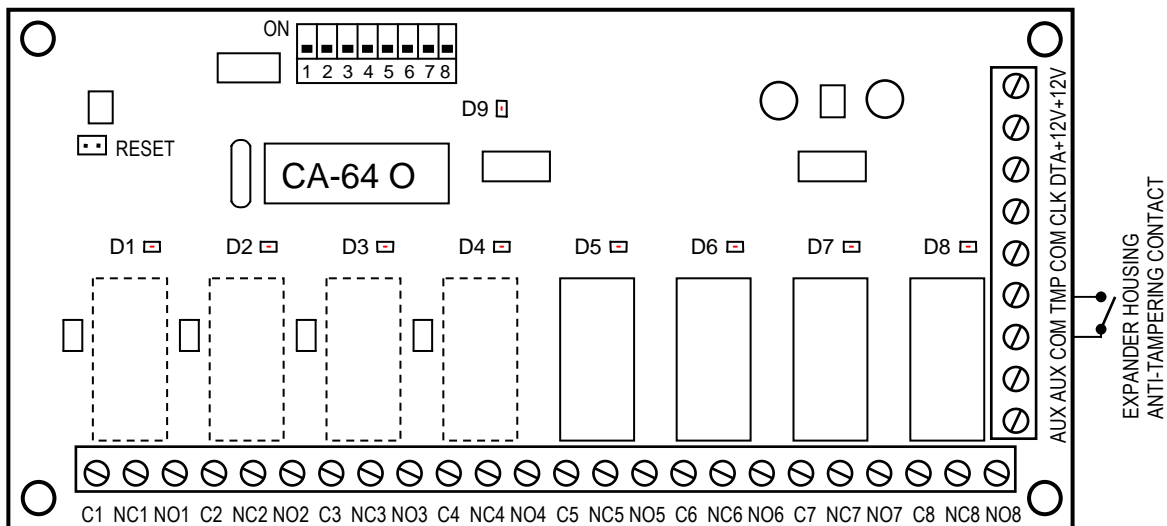 ON
1 2 3 4 5 6 7 8
D9
RESET
CA-64 O
D1 D2 D3 D4 D5 D6 D7 D8
AUX AUX COM TMP COM CLK DTA+12V+12V
EXPANDER HOUSING
ANTI-TAMPERING CONTACT
C1 NC1 NO1 C2 NC2 NO2 C3 NC3 NO3 C4 NC4 NO4 C5 NC5 NO5 C6 NC6 NO6 C7 NC7 NO7 C8 NC8 NO8